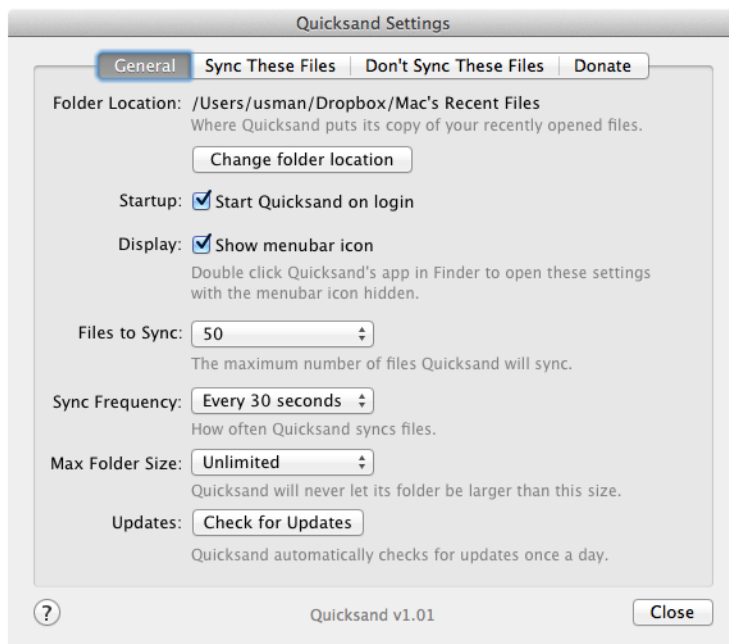 Quicksand Settings
General Sync These Files Don't Sync These Files Donate
Folder Location: /Users/usman/Dropbox/Mac's Recent Files
Where Quicksand puts its copy of your recently opened files.
Change folder location
Startup: Start Quicksand on login
Display: Show menubar icon
Double click Quicksand's app in Finder to open these settings
with the menubar icon hidden.
Files to Sync: 50
The maximum number of files Quicksand will sync.
Sync Frequency: Every 30 seconds
How often Quicksand syncs files.
Max Folder Size: Unlimited
Quicksand will never let its folder be larger than this size.
Updates: Check for Updates
Quicksand automatically checks for updates once a day.
? Quicksand v1.01 Close